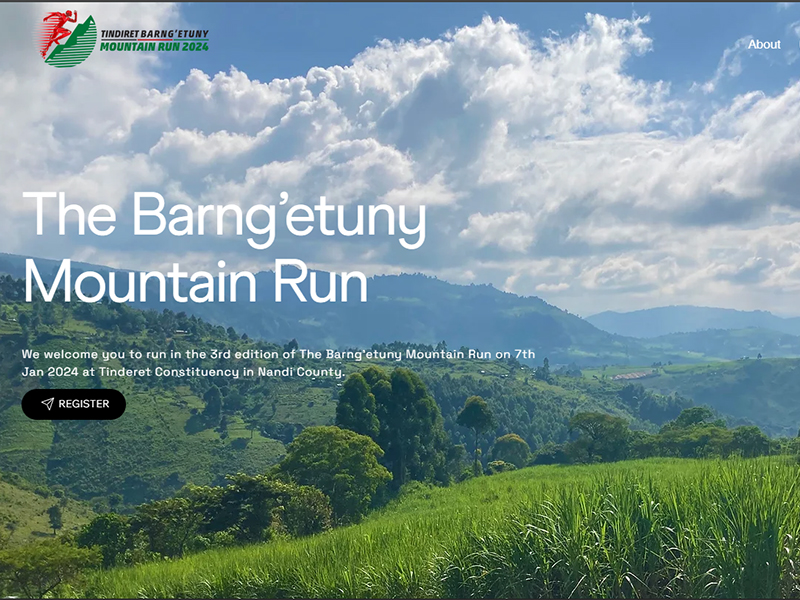 TINDIRET BARNG'ETUNY
MOUNTAIN RUN 2024
About
The Barng'etuny
Mountain Run
We welcome you to run in the 3rd edition of The Barng'etuny Mountain Run on 7th
Jan 2024 at Tinderet Constituency in Nandi County.
REGISTER